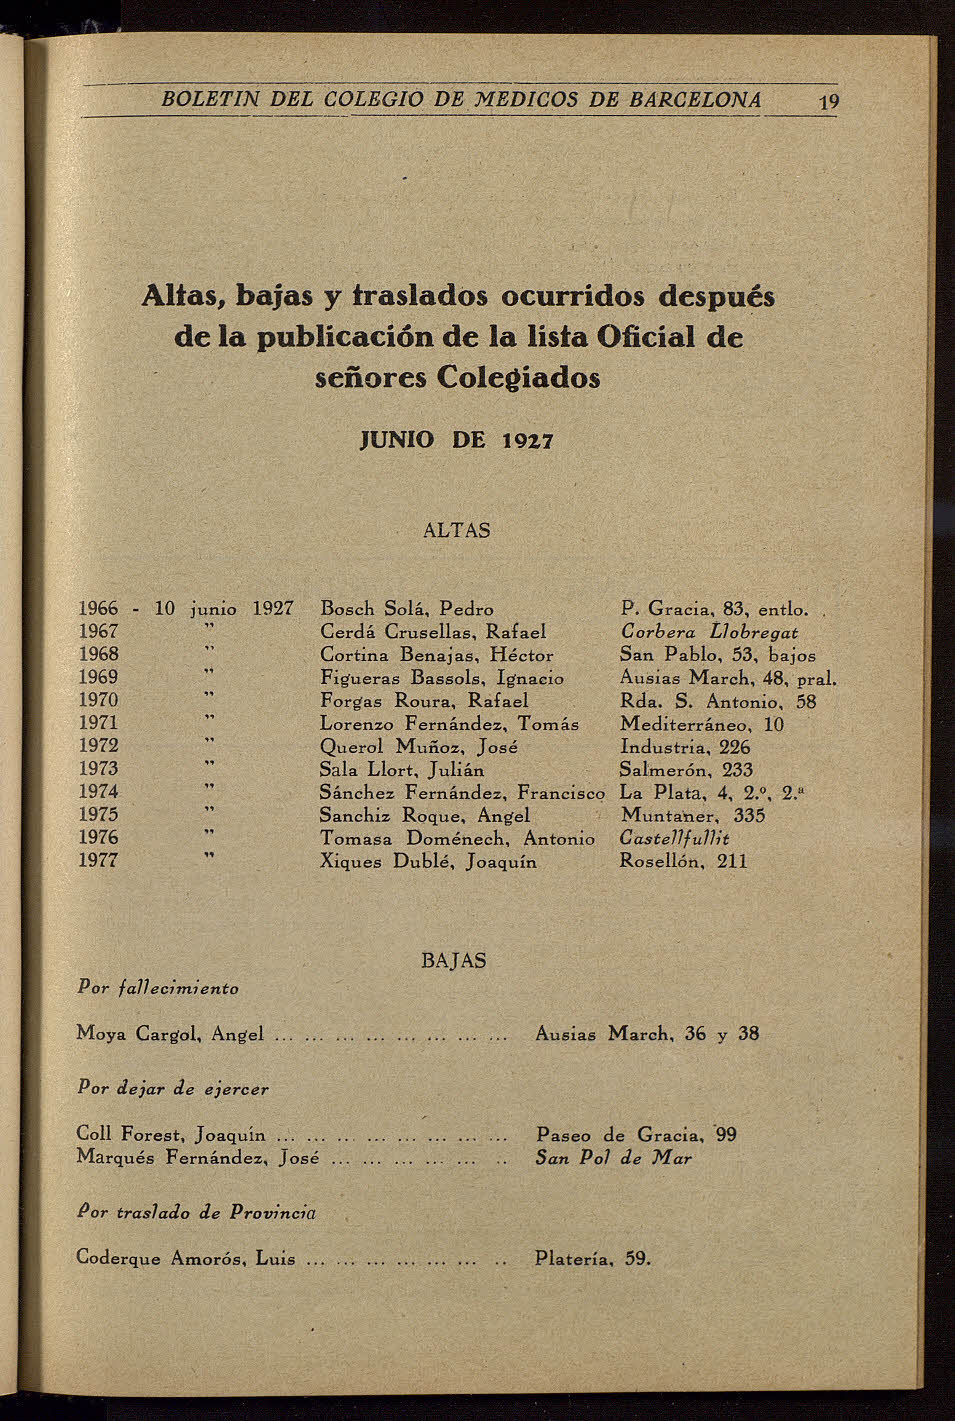 BOLETIN DEL COLEGIO DE MEDICOS DE BARCELONA 19
Altas, bajas y traslados ocurridos después
de la publicación de la lista Oficial de
señores Colegiados
JUNIO DE 1927
ALTAS
1966 - 10 junio 1927 Bosch Solá, Pedro P. Gracia, 83, entlo.
1967 " Cerdá Crusellas, Rafael Corbera Llobregat
1968 " Cortina Benajas, Héctor San Pablo, 53, bajos
1969 " Figueras Bassols, Ignacio Ausias March, 48, pral.
1970 " Forgas Roura, Rafael Rda. S. Antonio, 58
1971 " Lorenzo Fernández, Tomás Mediterráneo, 10
1972 " Querol Muñoz, José Industria, 226
1973 " Sala Llort, Julián Salmerón, 233
1974 " Sánchez Fernández, Francisco La Plata, 4, 2.º, 2.ª
1975 " Sanchiz Roque, Angel Muntaner, 335
1976 " Tomasa Doménech, Antonio Castellfullit
1977 " Xiques Dublé, Joaquín Rosellón, 211
BAJAS
Por fallecimiento
Moya Cargol, Angel ... ... ... ... ... ... ... ... Ausias March, 36 y 38
Por dejar de ejercer
Coll Forest, Joaquín ... ... ... ... ... ... ... ... Paseo de Gracia, 99
Marqués Fernández, José ... ... ... ... ... .. San Pol de Mar
Por traslado de Provincia
Coderque Amorós, Luis ... ... ... ... ... ... .. Platería, 59.